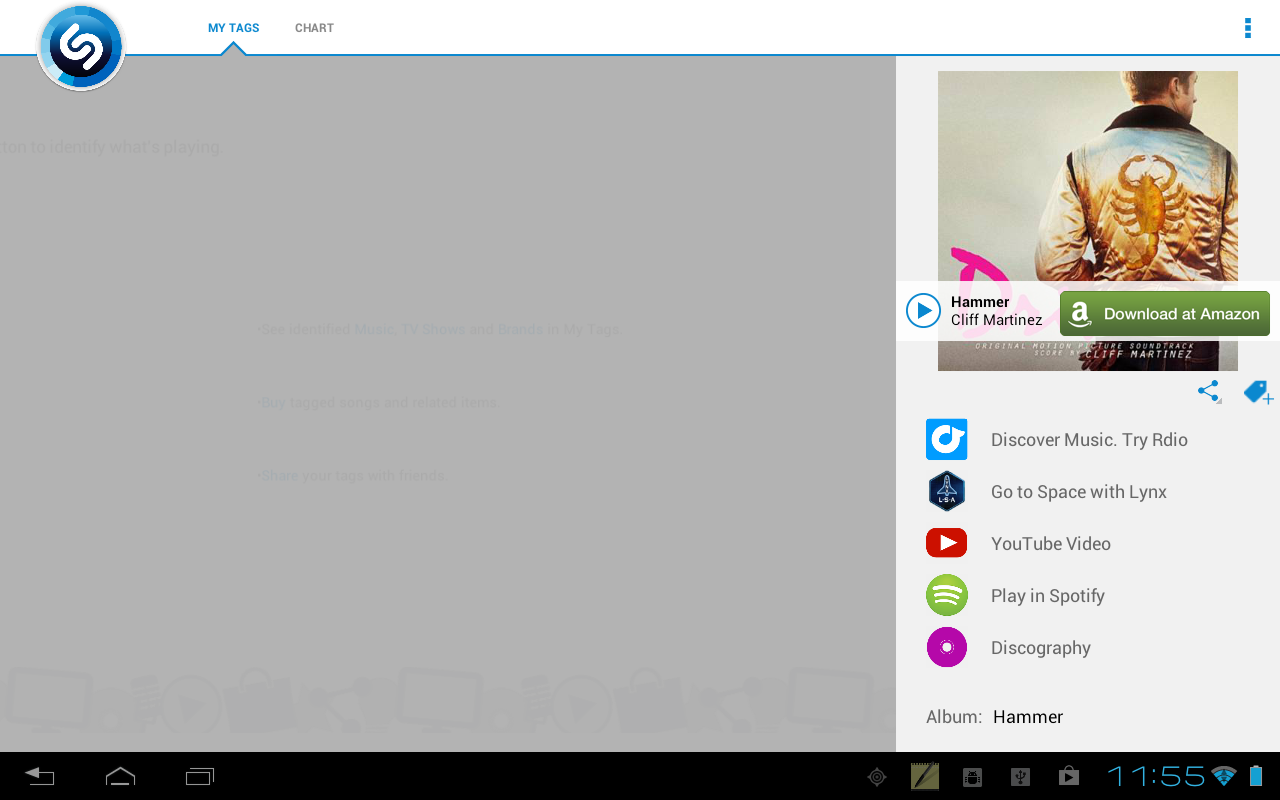 MY TAGS
CHART
ton to identify what's playing.
•See identified Music, TV Shows and Brands in My Tags.
•Buy tagged songs and related items
•Share your tags with friends
Hammer
Cliff Martinez
a Download at Amazon
ORIGINAL MOTION PICTURE SOUNDTRACK
SCORE BY CLIFF MARTINEZ
Discover Music. Try Rdio
L·S·A
Go to Space with Lynx
YouTube Video
Play in Spotify
Discography
Album: Hammer
11:55